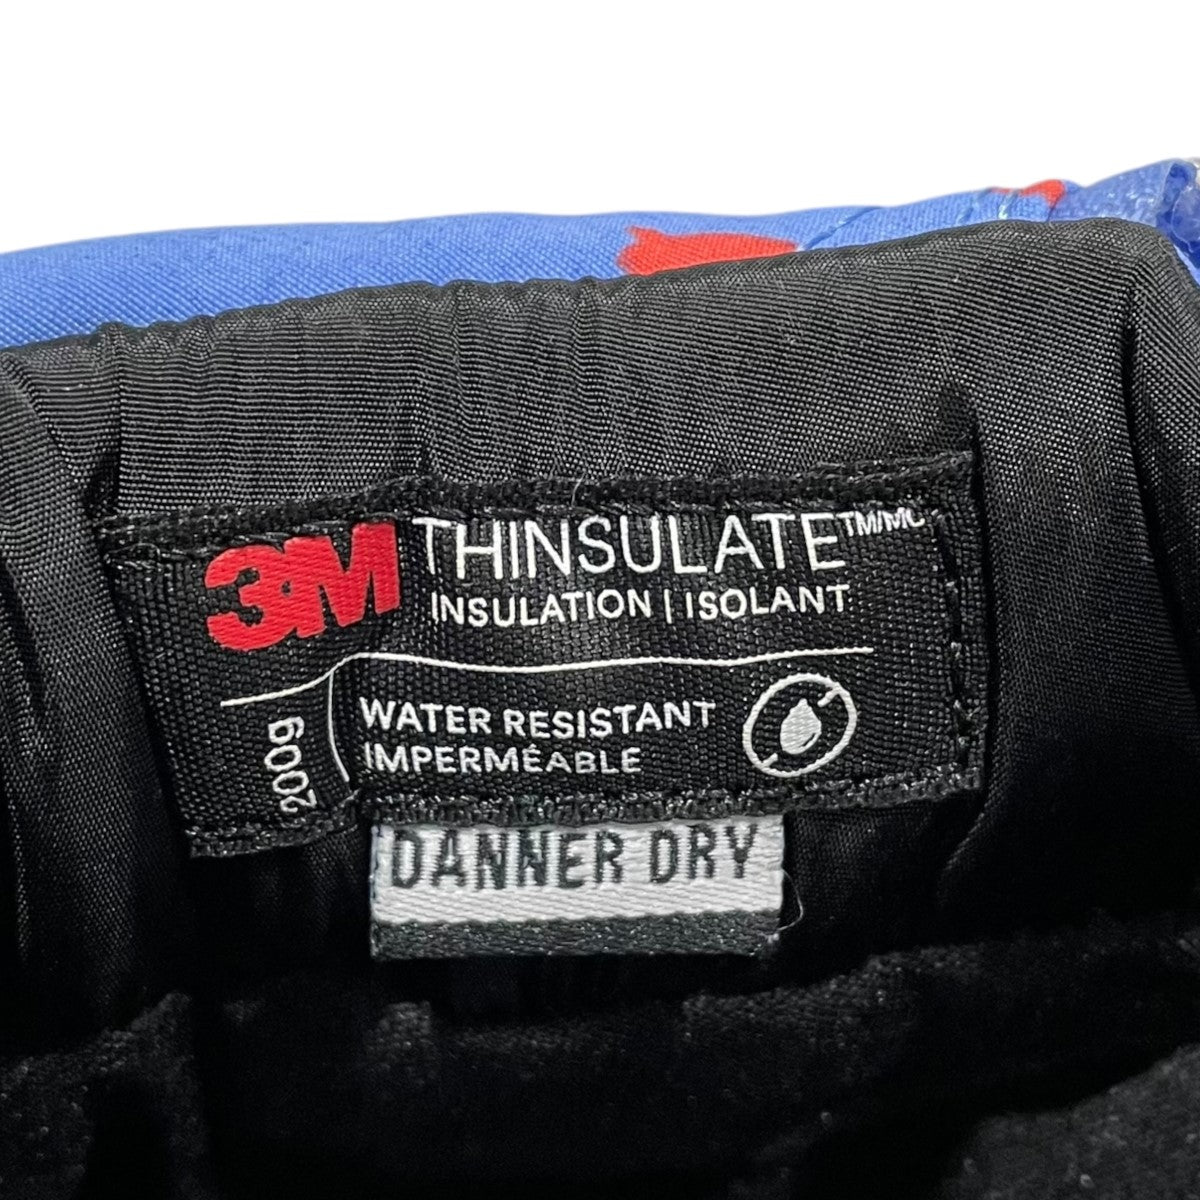 3M THINSULATE™/MC
INSULATION | ISOLANT
200g
WATER RESISTANT
IMPERMÉABLE
DANNER DRY